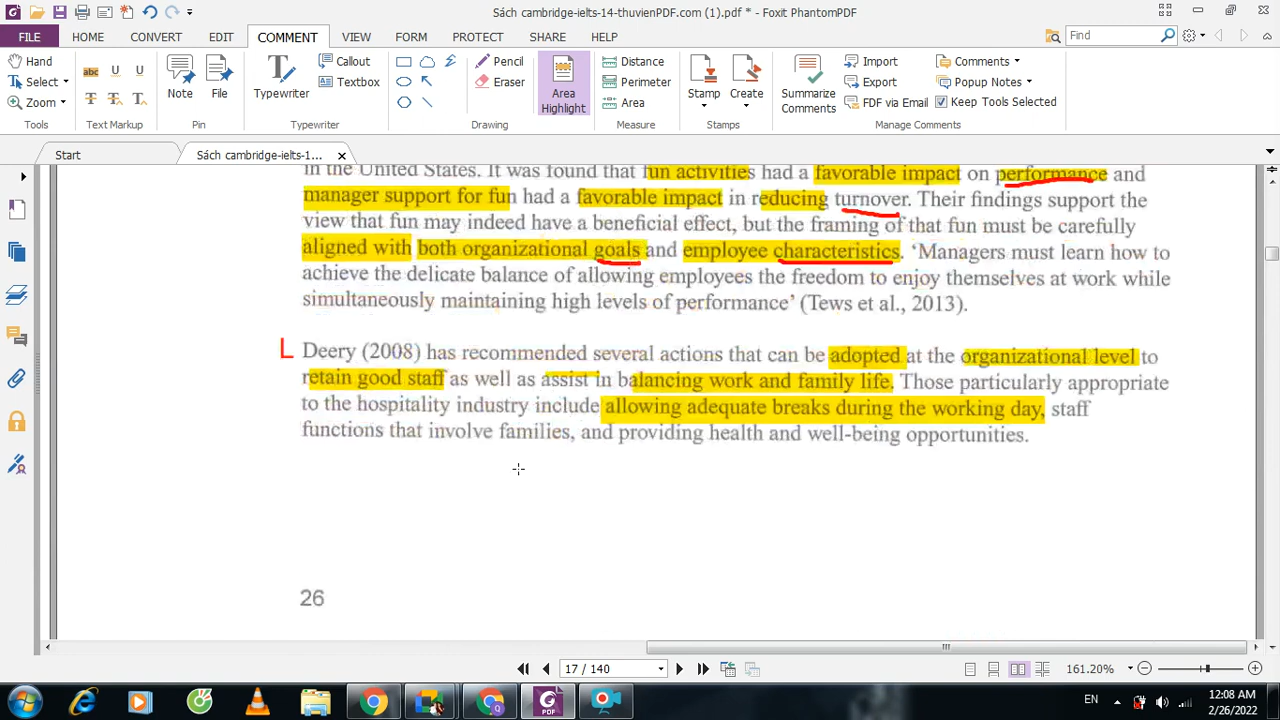 Sách cambridge-ielts-14-thuvienPDF.com (1).pdf * - Foxit PhantomPDF
FILE HOME CONVERT EDIT COMMENT VIEW FORM PROTECT SHARE HELP Find
Hand Callout Pencil Distance Import Comments
Select abc U U Note File Typewriter Textbox Eraser Area Highlight Perimeter Stamp Create Summarize Comments Export Popup Notes
Zoom T T T Area FDF via Email Keep Tools Selected
Tools Text Markup Pin Typewriter Drawing Measure Stamps Manage Comments
Start Sách cambridge-ielts-1...
in the United States. It was found that fun activities had a favorable impact on performance and
manager support for fun had a favorable impact in reducing turnover. Their findings support the
view that fun may indeed have a beneficial effect, but the framing of that fun must be carefully
aligned with both organizational goals and employee characteristics. ‘Managers must learn how to
achieve the delicate balance of allowing employees the freedom to enjoy themselves at work while
simultaneously maintaining high levels of performance’ (Tews et al., 2013).
L Deery (2008) has recommended several actions that can be adopted at the organizational level to
retain good staff as well as assist in balancing work and family life. Those particularly appropriate
to the hospitality industry include allowing adequate breaks during the working day, staff
functions that involve families, and providing health and well-being opportunities.
26
17 / 140 161.20%
PDF EN 12:08 AM
2/26/2022